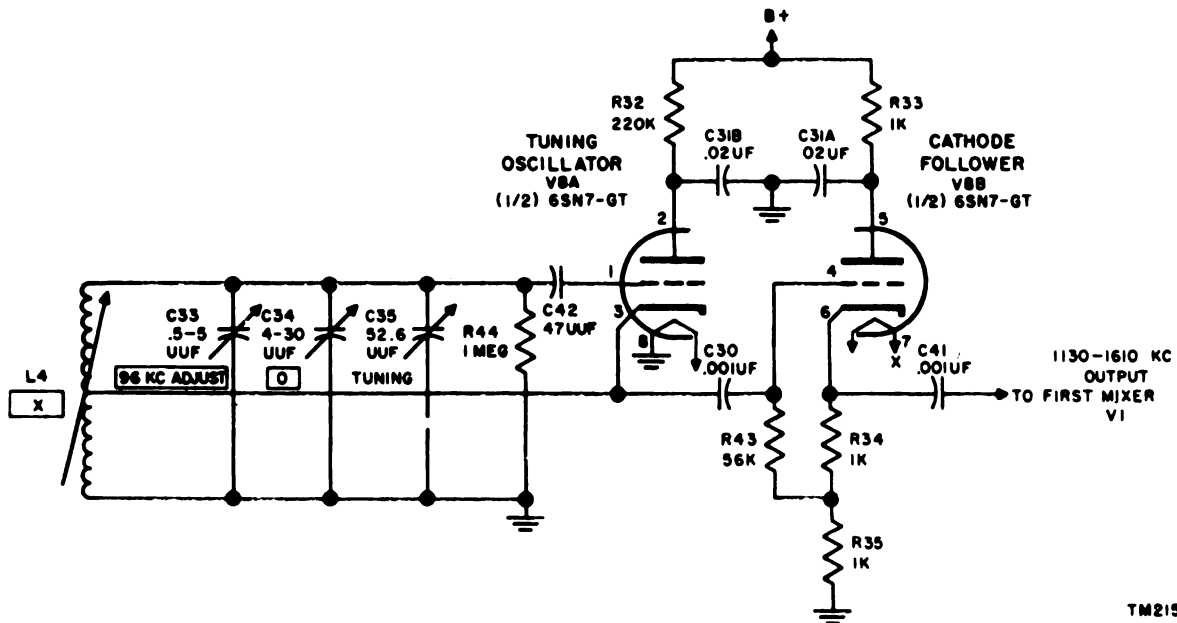 B+
R32
220K
R33
1K
C31B
.02UF
C31A
02UF
TUNING
OSCILLATOR
V8A
(1/2) 6SN7-GT
CATHODE
FOLLOWER
V8B
(1/2) 6SN7-GT
2
5
1
4
3
6
8
7
X
C33
.5-5
UUF
96 KC ADJUST
C34
4-30
UUF
0
C35
52.6
UUF
TUNING
R44
1 MEG
C42
47UUF
C30
.001UF
C41
.001UF
L4
X
1130-1610 KC
OUTPUT
TO FIRST MIXER
V1
R43
56K
R34
1K
R35
1K
TM215